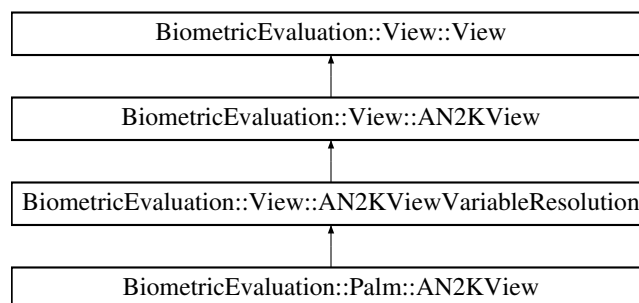 BiometricEvaluation::View::View
BiometricEvaluation::View::AN2KView
BiometricEvaluation::View::AN2KViewVariableResolution
BiometricEvaluation::Palm::AN2KView